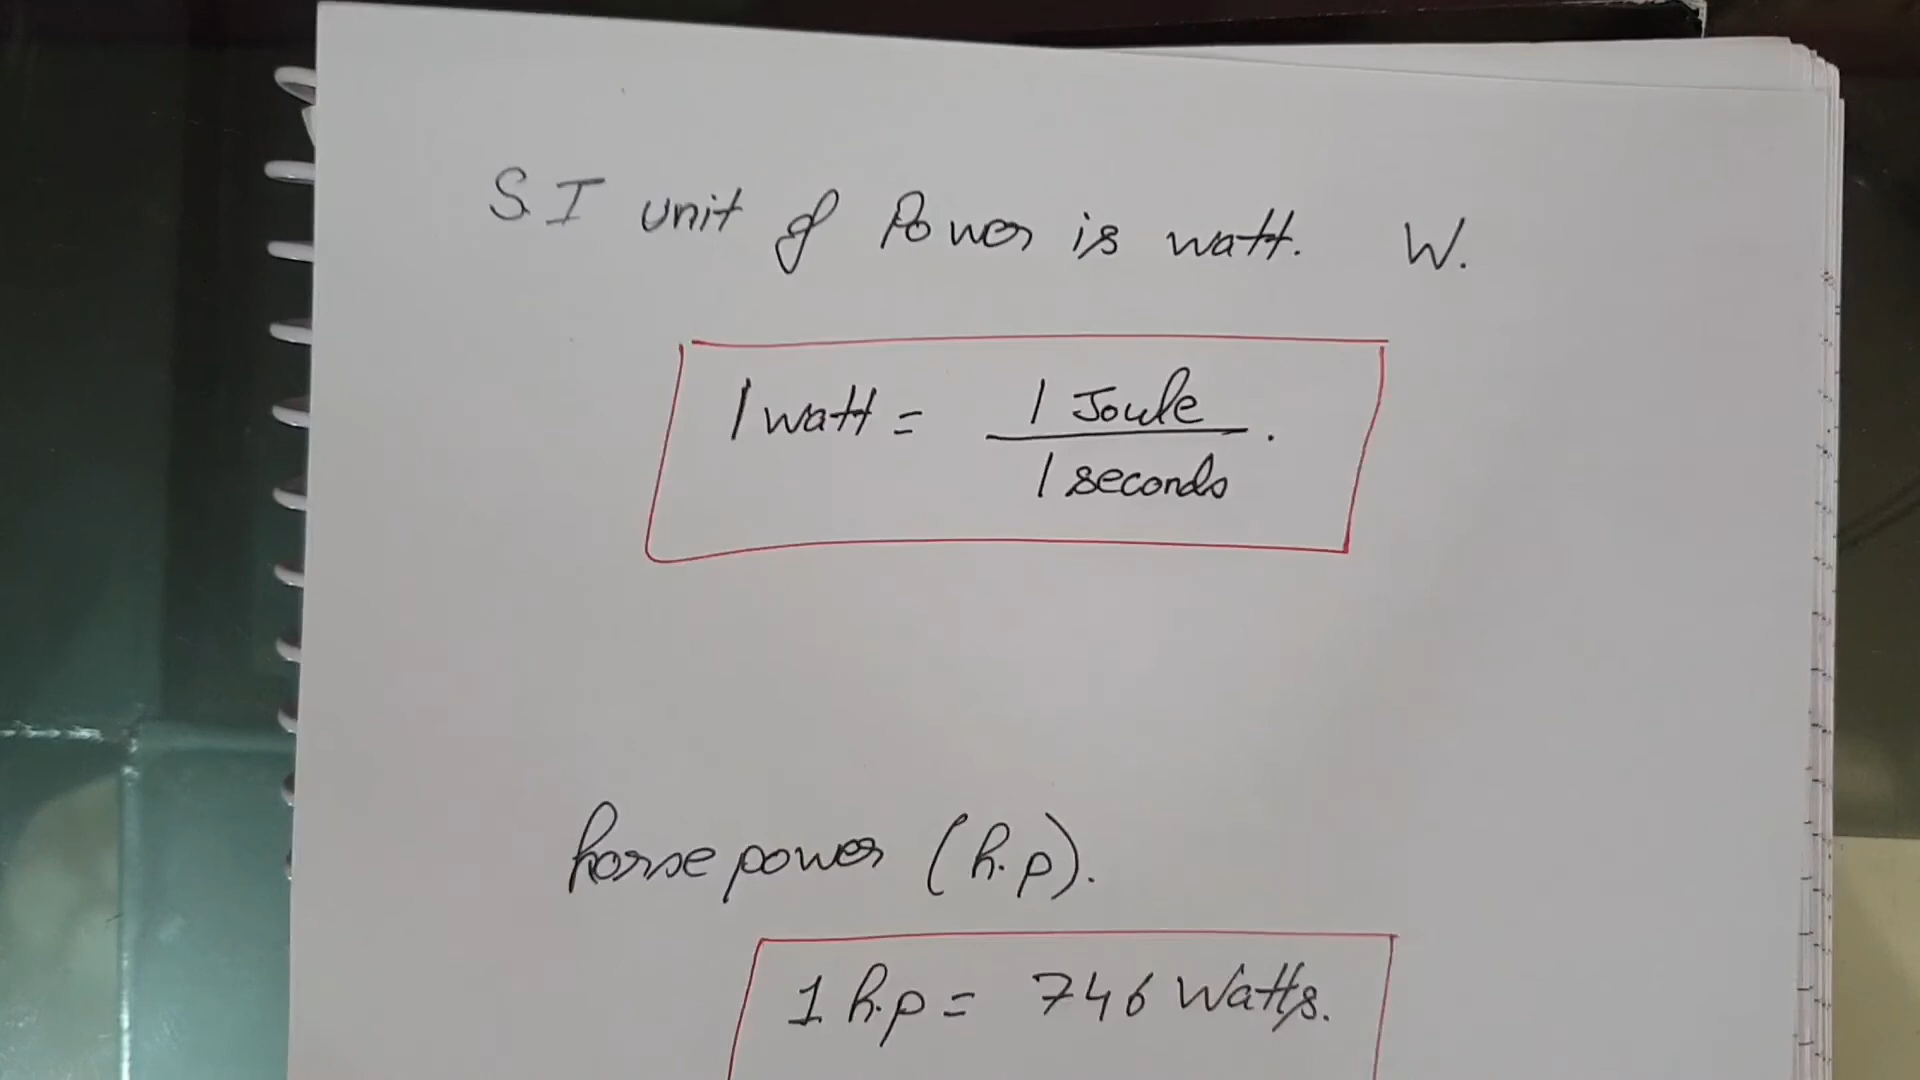 S.I unit of Power is watt. W.
1 watt = 1 Joule / 1 seconds .
horse power (h.p).
1 h.p = 746 Watts.